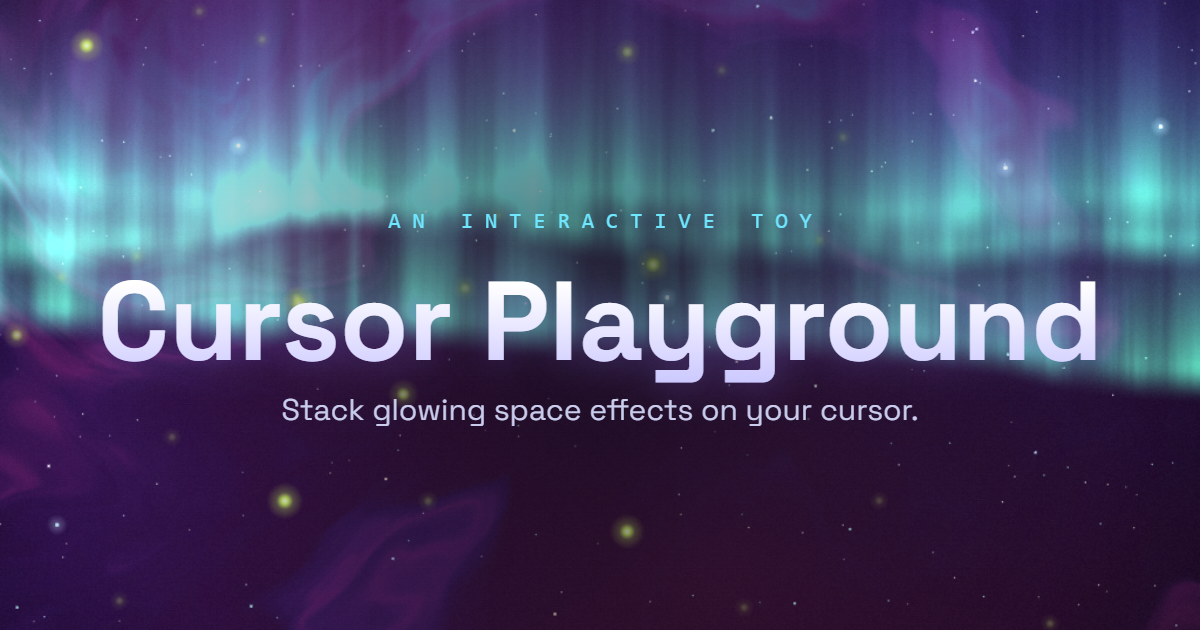 AN INTERACTIVE TOY
Cursor Playground
Stack glowing space effects on your cursor.